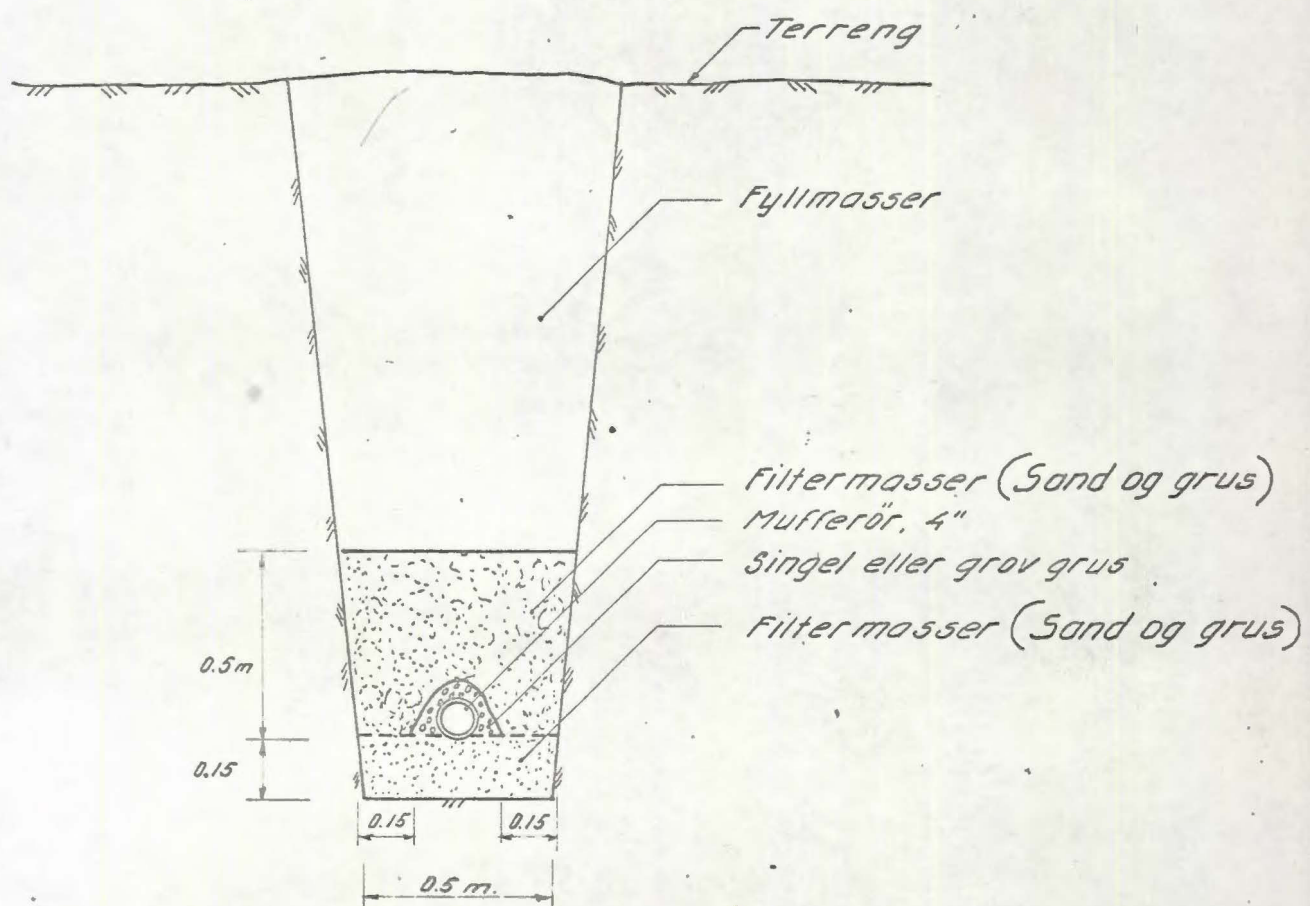 Terreng
Fyllmasser
Filtermasser (Sand og grus)
Mufferör, 4"
Singel eller grov grus
Filtermasser (Sand og grus)
0.5 m
0.15
0.15 0.15
0.5 m.